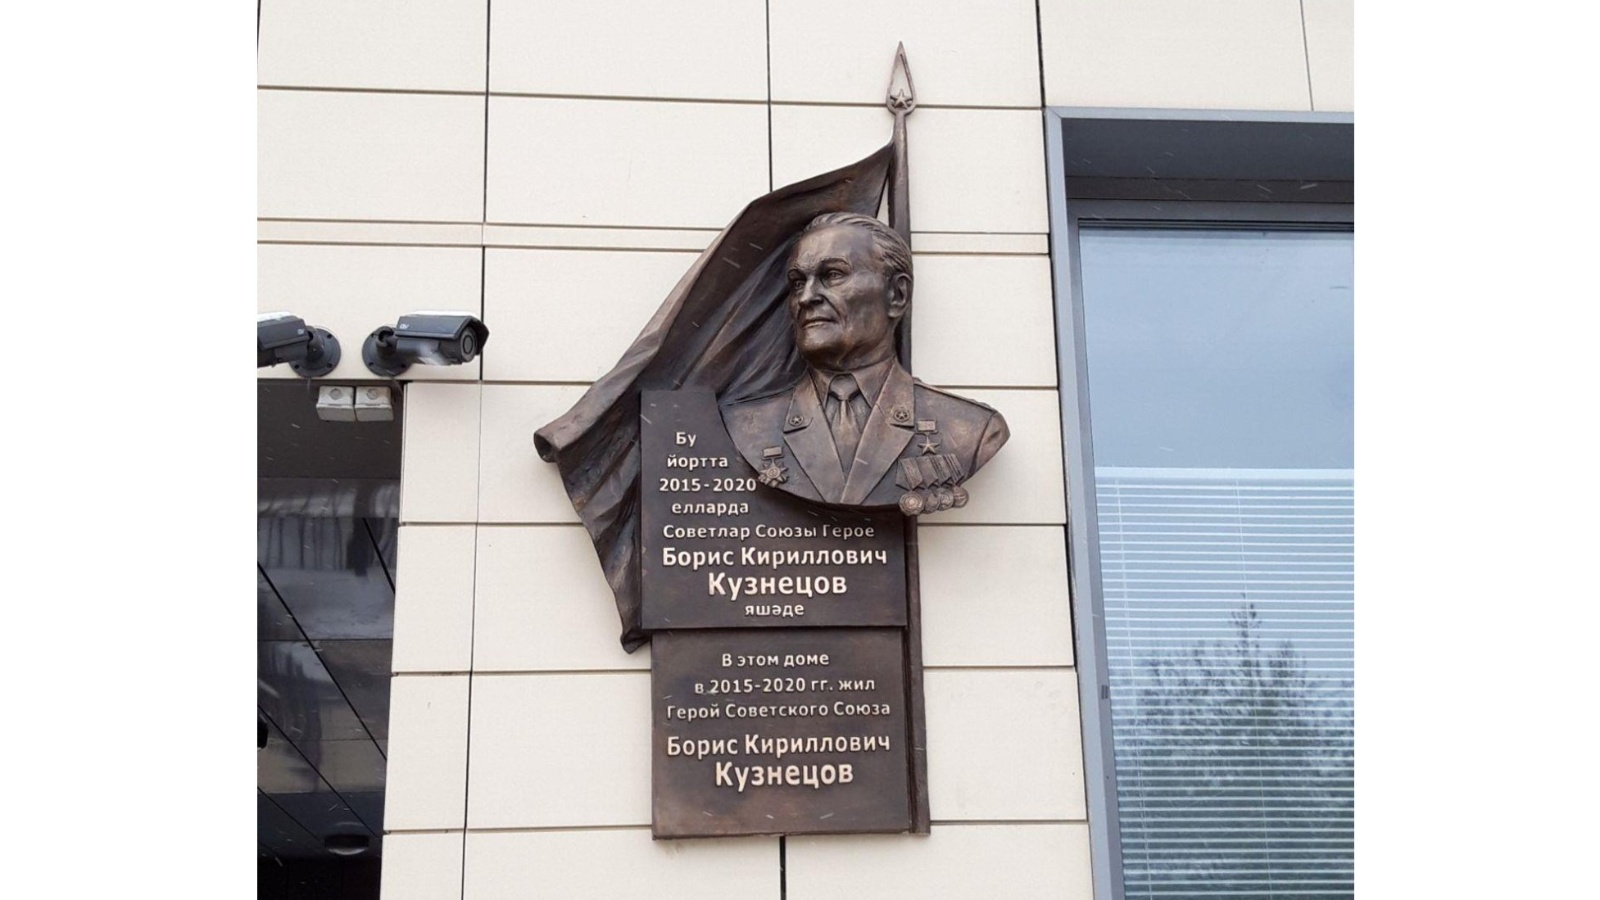 Бу
йортта
2015-2020
елларда
Советлар Союзы Герое
Борис Кириллович
Кузнецов
яшәде
В этом доме
в 2015-2020 гг. жил
Герой Советского Союза
Борис Кириллович
Кузнецов